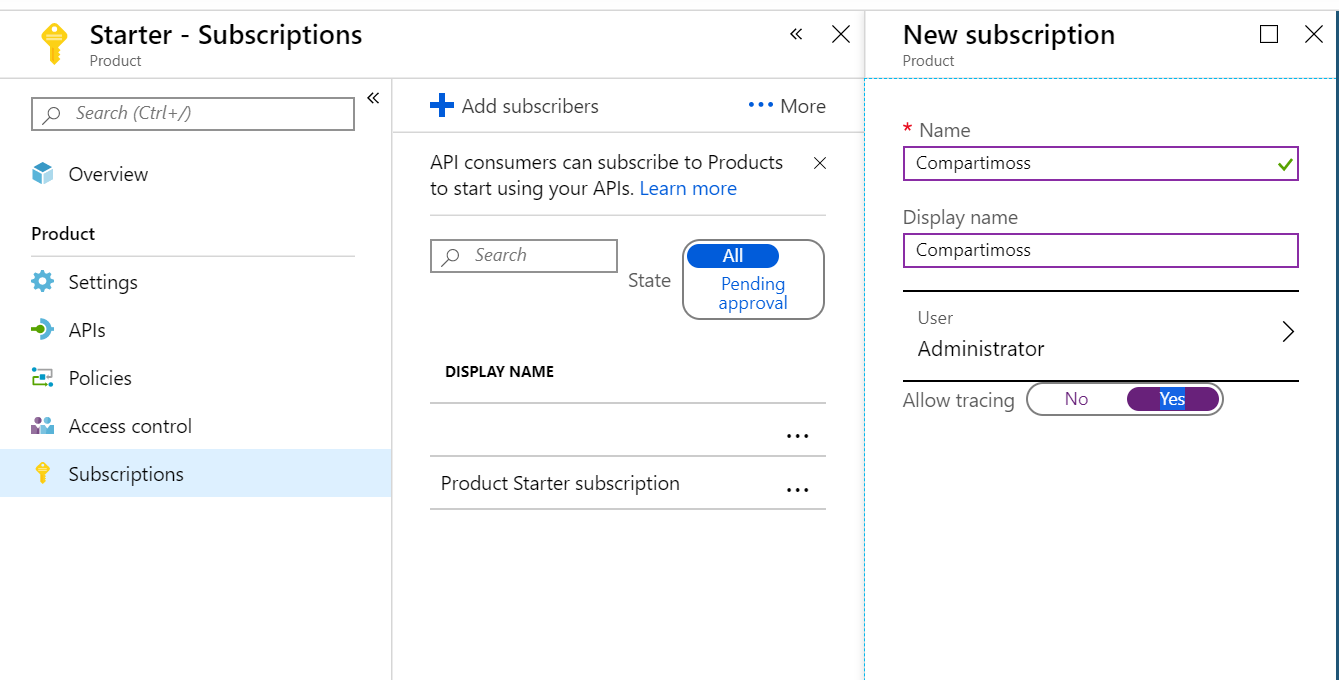 Starter - Subscriptions
Product
Search (Ctrl+/)
Overview
Product
Settings
APIs
Policies
Access control
Subscriptions
Add subscribers
More
API consumers can subscribe to Products
to start using your APIs. Learn more
Search
State
All
Pending
approval
DISPLAY NAME
...
Product Starter subscription
...
New subscription
Product
* Name
Compartimoss
Display name
Compartimoss
User
Administrator
Allow tracing
No
Yes